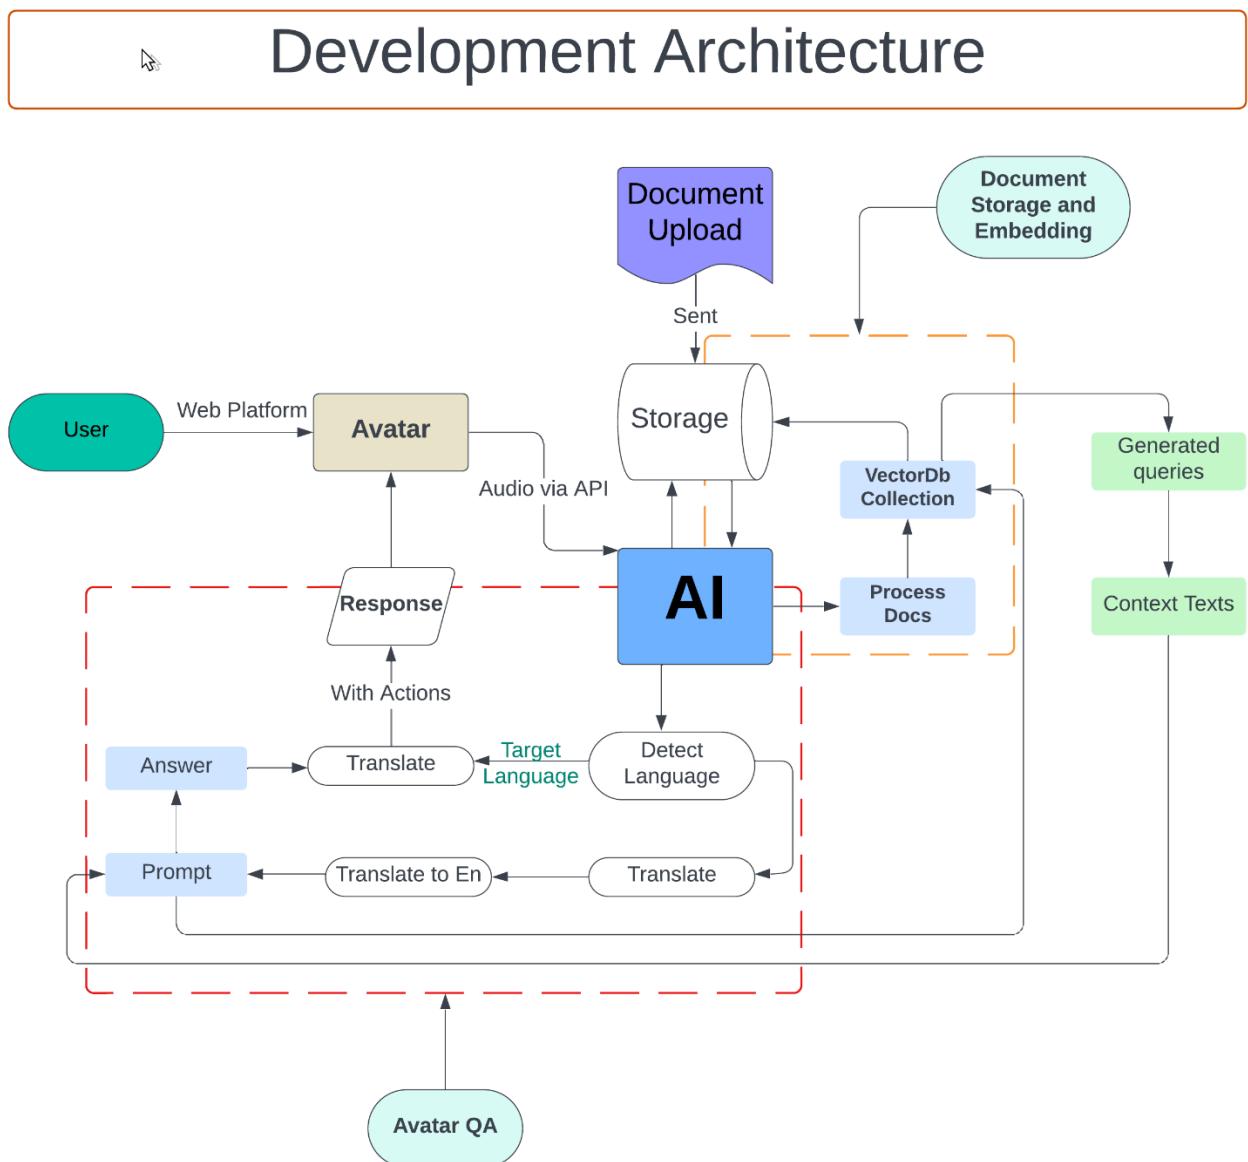 Development Architecture
Document
Upload
Document
Storage and
Embedding
Sent
User
Web Platform
Avatar
Audio via API
Storage
VectorDb
Collection
Generated
queries
AI
Process
Docs
Context Texts
Response
With Actions
Answer
Translate
Target
Language
Detect
Language
Prompt
Translate to En
Translate
Avatar QA